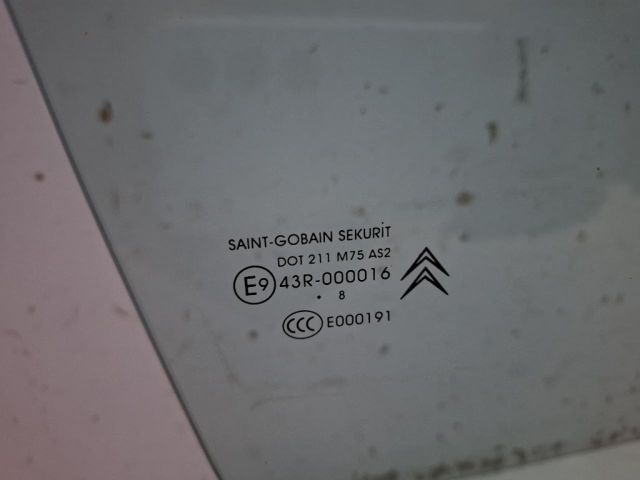 SAINT-GOBAIN SEKURIT
DOT 211 M75 AS2
E9 43R-000016
. 8
CCC E000191